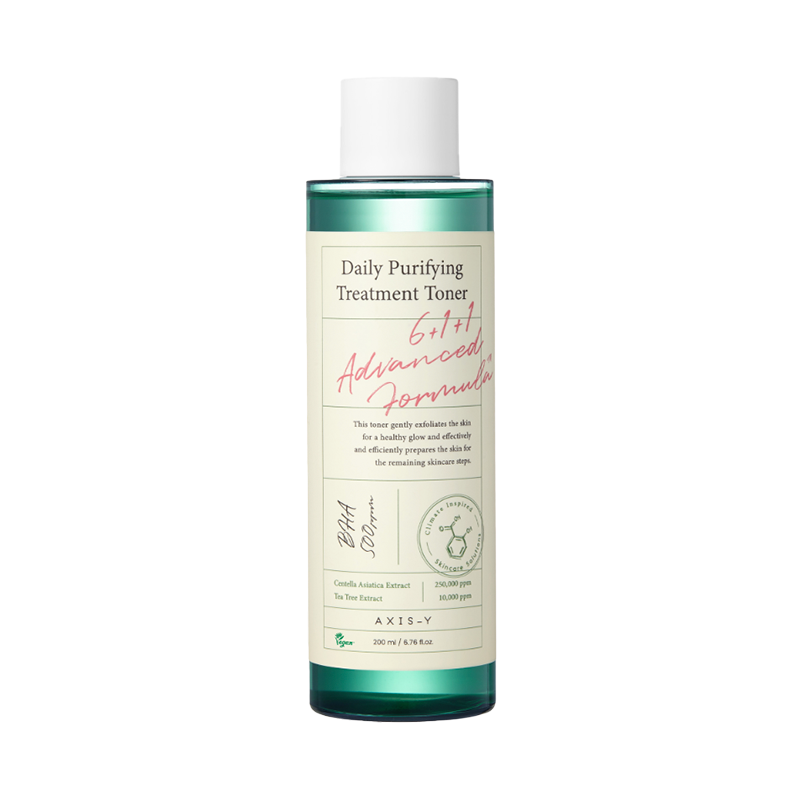 Daily Purifying
Treatment Toner
6+1+1
Advanced
Formula™
This toner gently exfoliates the skin
for a healthy glow and effectively
and efficiently prepares the skin for
the remaining skincare steps.
BHA
500ppm
Climate Inspired
Skincare Solutions
Centella Asiatica Extract 250,000 ppm
Tea Tree Extract 10,000 ppm
AXIS-Y
Vegan
200 ml / 6.76 fl.oz.